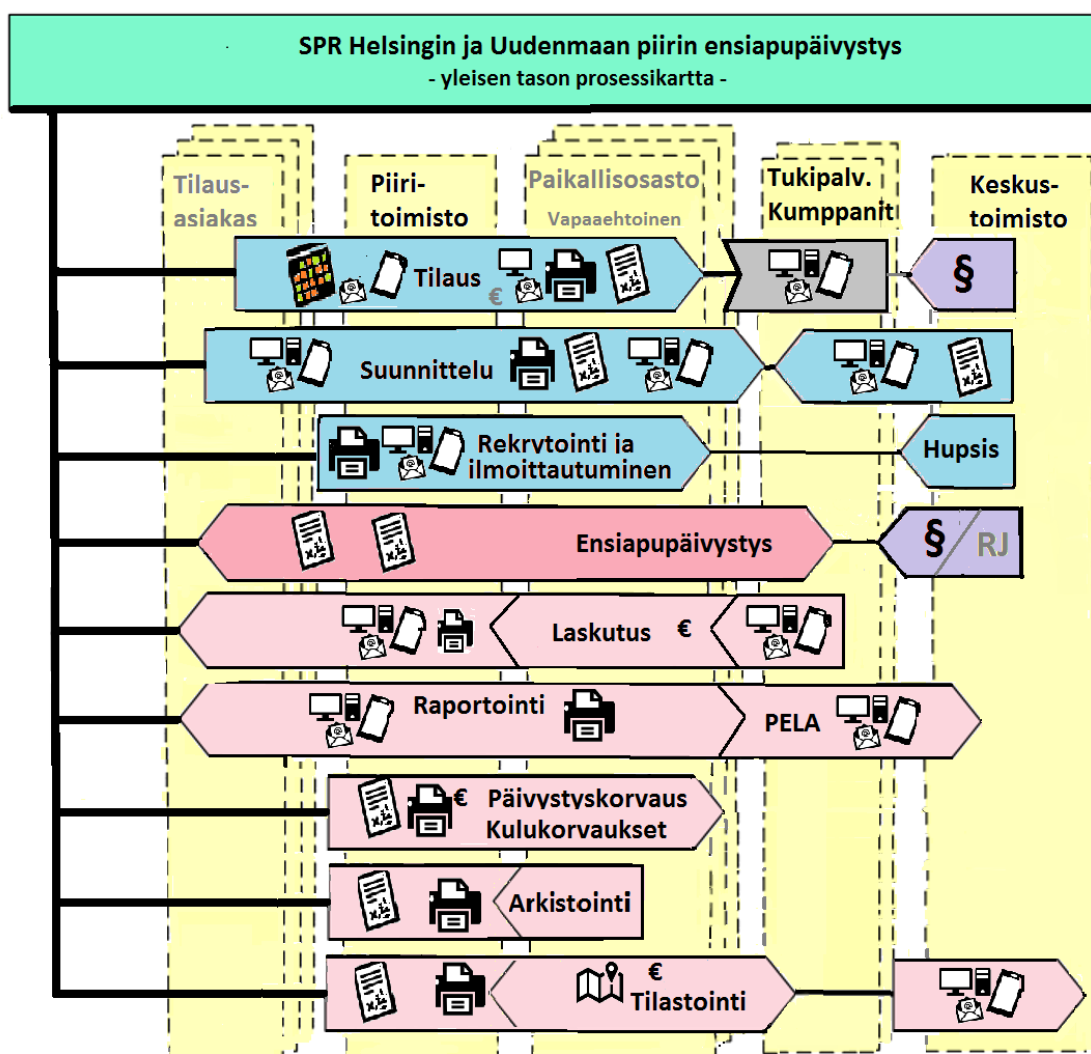 SPR Helsingin ja Uudenmaan piirin ensiapupäivystys
- yleisen tason prosessikartta -
Tilaus-
asiakas
Piiri-
toimisto
Paikallisosasto
Vapaaehtoinen
Tukipalv.
Kumppanit
Keskus-
toimisto
Tilaus
€
§
Suunnittelu
Rekrytointi ja
ilmoittautuminen
Hupsis
Ensiapupäivystys
§/RJ
Laskutus €
Raportointi
PELA
€ Päivystyskorvaus
Kulukorvaukset
Arkistointi
€
Tilastointi